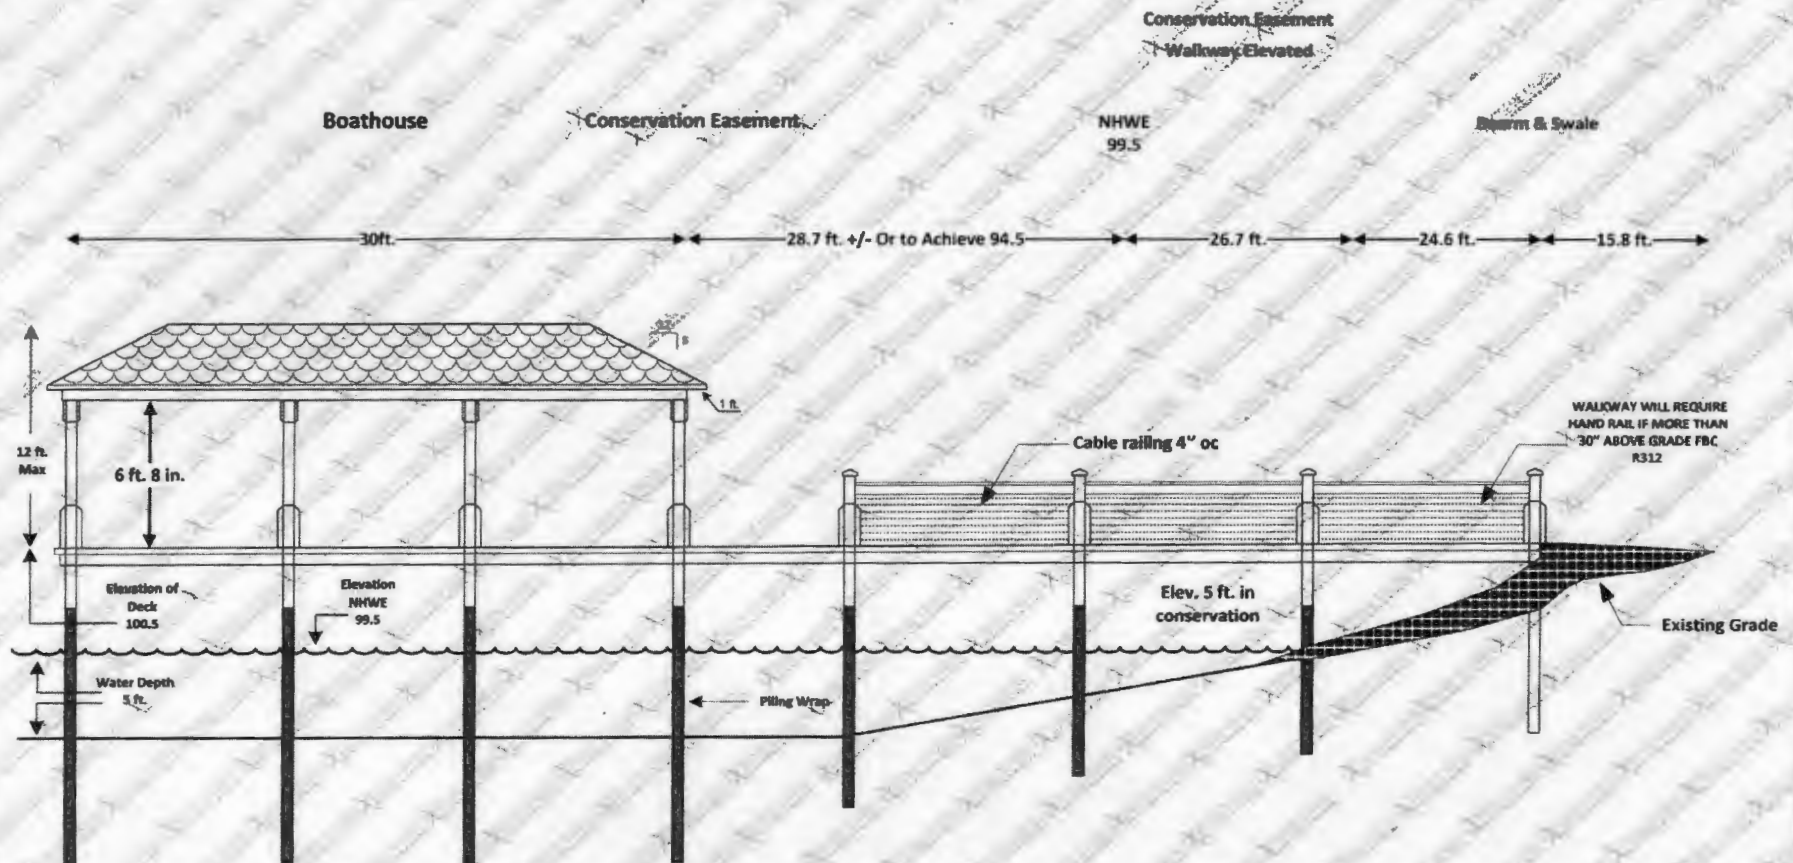 Conservation Easement
Walkway Elevated
Boathouse
Conservation Easement
NHWE
99.5
& Swale
30ft.
28.7 ft. +/- Or to Achieve 94.5
26.7 ft.
24.6 ft.
15.8 ft.
1 ft.
12 ft.
Max
6 ft. 8 in.
Cable railing 4" oc
WALKWAY WILL REQUIRE
HAND RAIL IF MORE THAN
30" ABOVE GRADE FBC
R312
Elevation of
Deck
100.5
Elevation
NHWE
99.5
Elev. 5 ft. in
conservation
Existing Grade
Water Depth
5 ft.
Piling Wrap